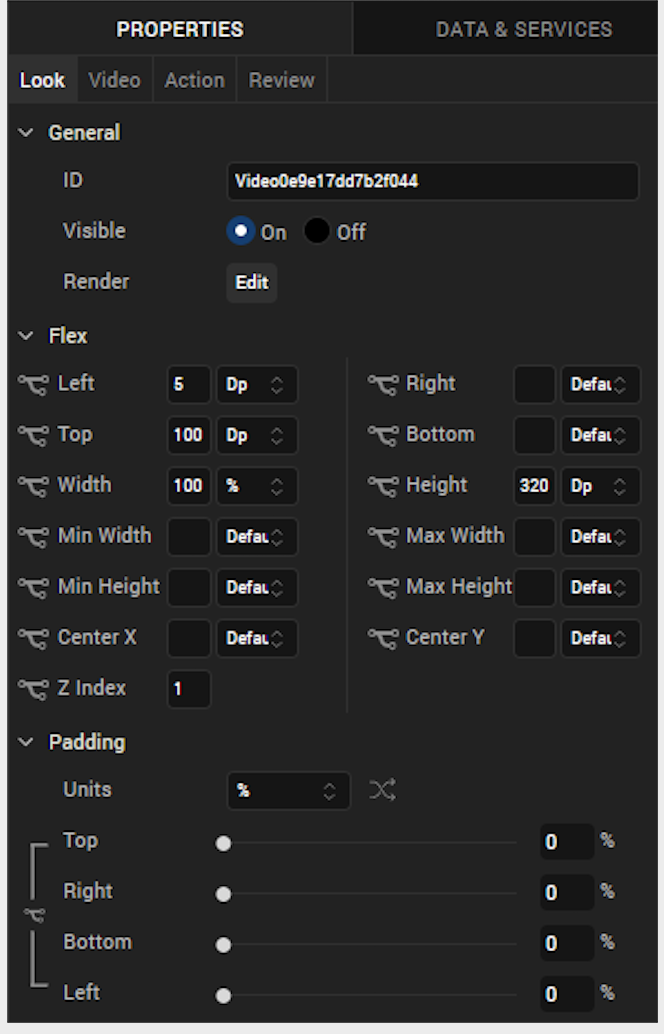 PROPERTIES DATA & SERVICES
Look Video Action Review
General
ID Video0e9e17dd7b2f044
Visible On Off
Render Edit
Flex
Left 5 Dp Right Defau
Top 100 Dp Bottom Defau
Width 100 % Height 320 Dp
Min Width Defau Max Width Defau
Min Height Defau Max Height Defau
Center X Defau Center Y Defau
Z Index 1
Padding
Units %
Top 0 %
Right 0 %
Bottom 0 %
Left 0 %